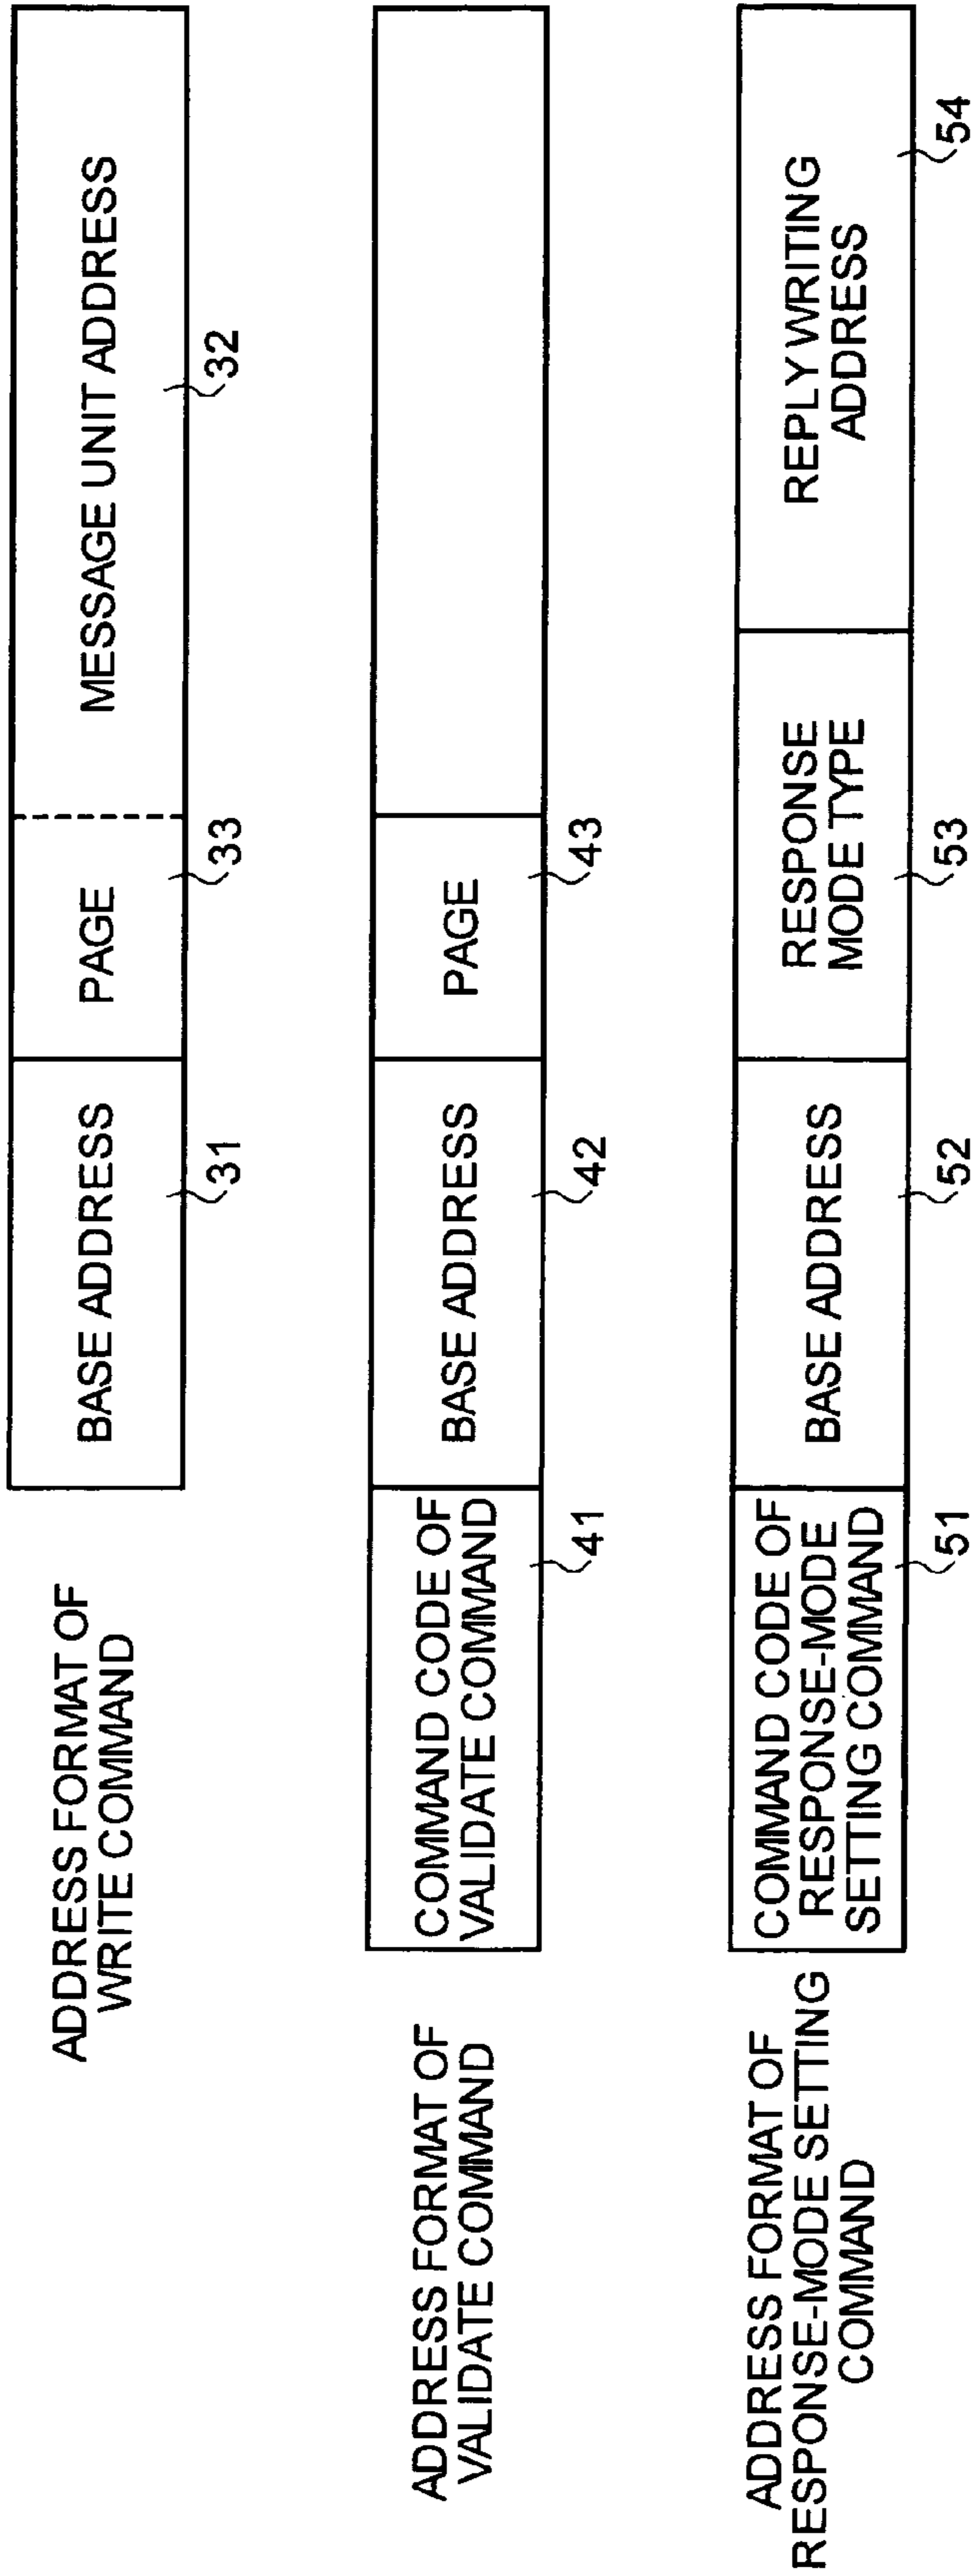 ADDRESS FORMAT OF
WRITE COMMAND
BASE ADDRESS
PAGE
MESSAGE UNIT ADDRESS
31
33
32
ADDRESS FORMAT OF
VALIDATE COMMAND
COMMAND CODE OF
VALIDATE COMMAND
BASE ADDRESS
PAGE
41
42
43
ADDRESS FORMAT OF
RESPONSE-MODE SETTING
COMMAND
COMMAND CODE OF
RESPONSE-MODE
SETTING COMMAND
BASE ADDRESS
RESPONSE
MODE TYPE
REPLY WRITING
ADDRESS
51
52
53
54